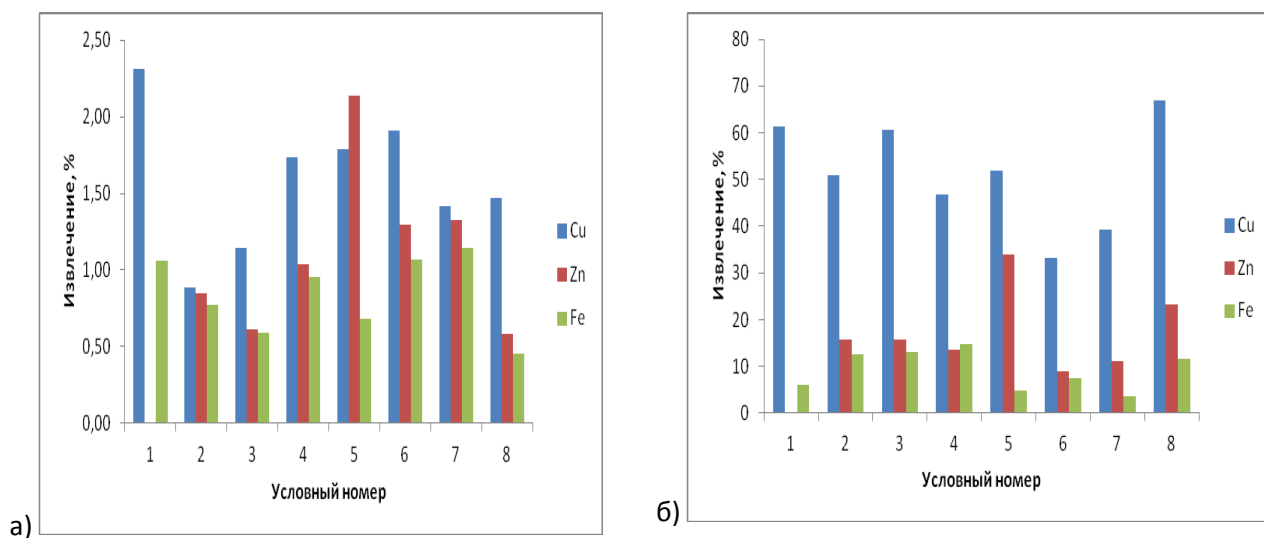 2,50
2,00
1,50
1,00
0,50
0,00
Извлечение, %
1 2 3 4 5 6 7 8
Условный номер
Cu
Zn
Fe
а)
80
70
60
50
40
30
20
10
0
Извлечение, %
1 2 3 4 5 6 7 8
Условный номер
Cu
Zn
Fe
б)